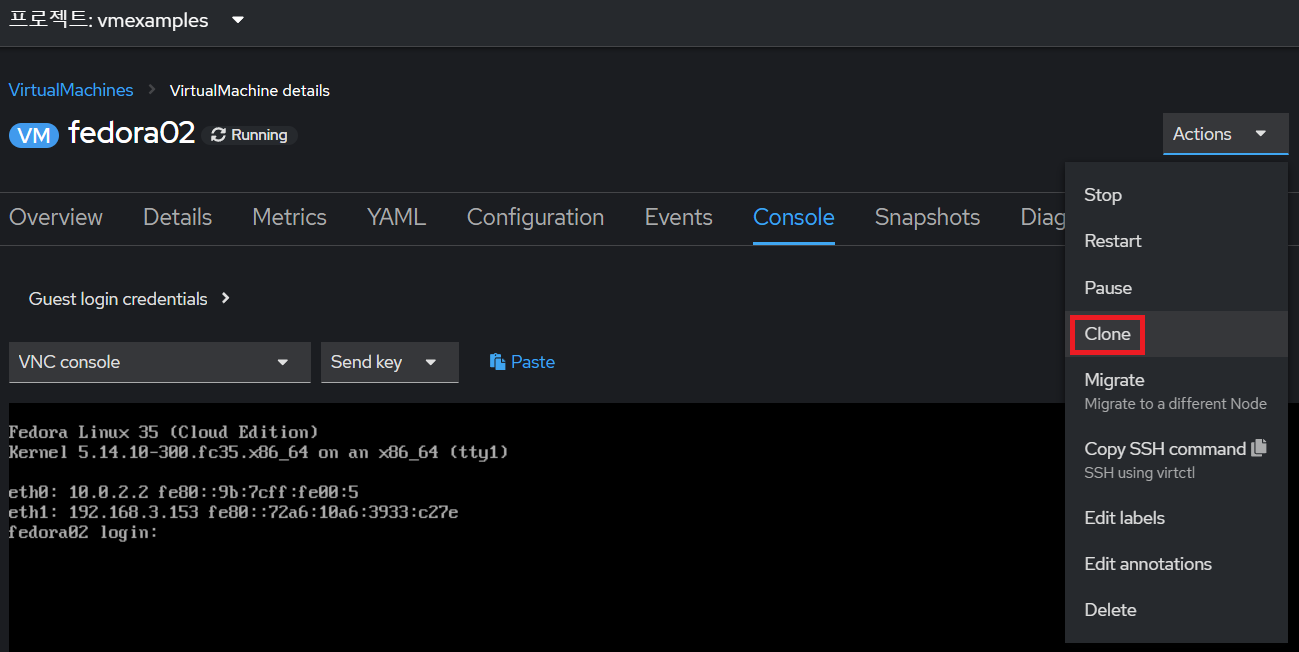 프로젝트: vmexamples
VirtualMachines > VirtualMachine details
VM fedora02 Running
Actions
Overview Details Metrics YAML Configuration Events Console Snapshots Diag
Guest login credentials
VNC console Send key Paste
Fedora Linux 35 (Cloud Edition)
Kernel 5.14.10-300.fc35.x86_64 on an x86_64 (tty1)
eth0: 10.0.2.2 fe80::9b:7cff:fe00:5
eth1: 192.168.3.153 fe80::72a6:10a6:3933:c27e
fedora02 login:
Stop
Restart
Pause
Clone
Migrate
Migrate to a different Node
Copy SSH command
SSH using virtctl
Edit labels
Edit annotations
Delete